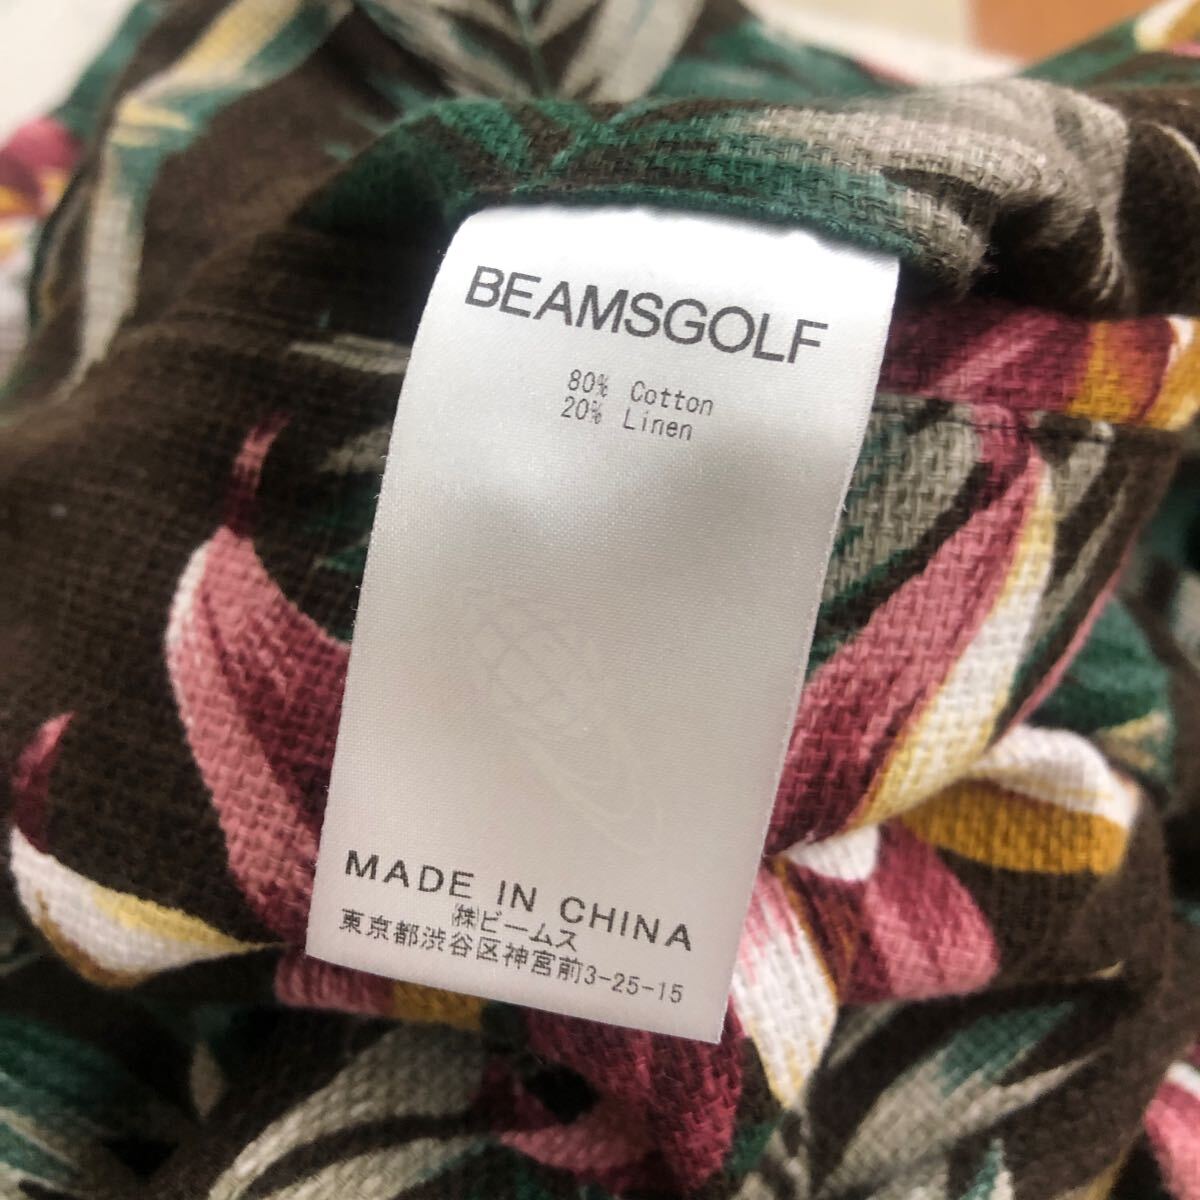 BEAMSGOLF
80% Cotton
20% Linen
MADE IN CHINA
㈱ビームス
東京都渋谷区神宮前3-25-15